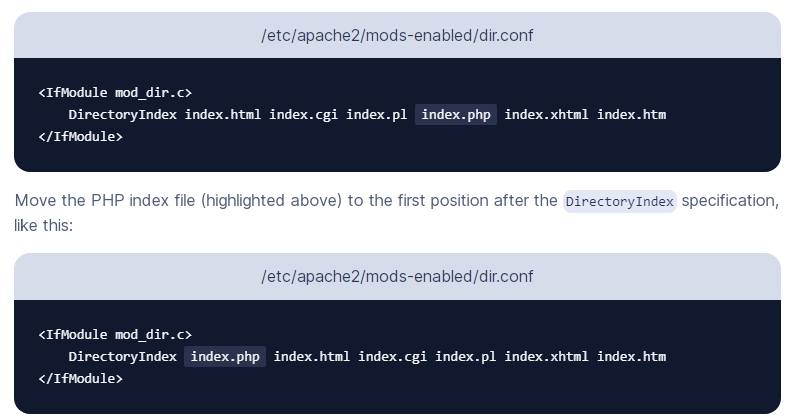 /etc/apache2/mods-enabled/dir.conf
<IfModule mod_dir.c>
    DirectoryIndex index.html index.cgi index.pl index.php index.xhtml index.htm
</IfModule>
Move the PHP index file (highlighted above) to the first position after the DirectoryIndex specification,
like this:
/etc/apache2/mods-enabled/dir.conf
<IfModule mod_dir.c>
    DirectoryIndex index.php index.html index.cgi index.pl index.xhtml index.htm
</IfModule>